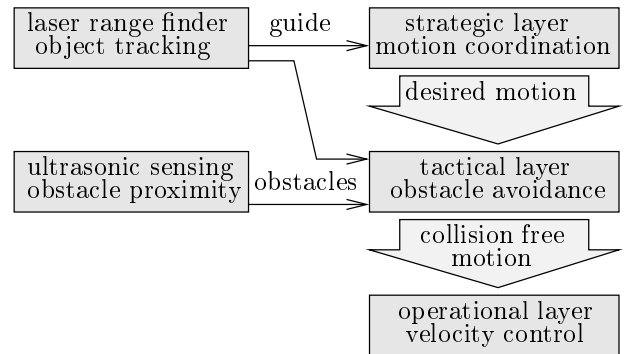 laser range finder
object tracking
guide
strategic layer
motion coordination
desired motion
ultrasonic sensing
obstacle proximity
obstacles
tactical layer
obstacle avoidance
collision free
motion
operational layer
velocity control